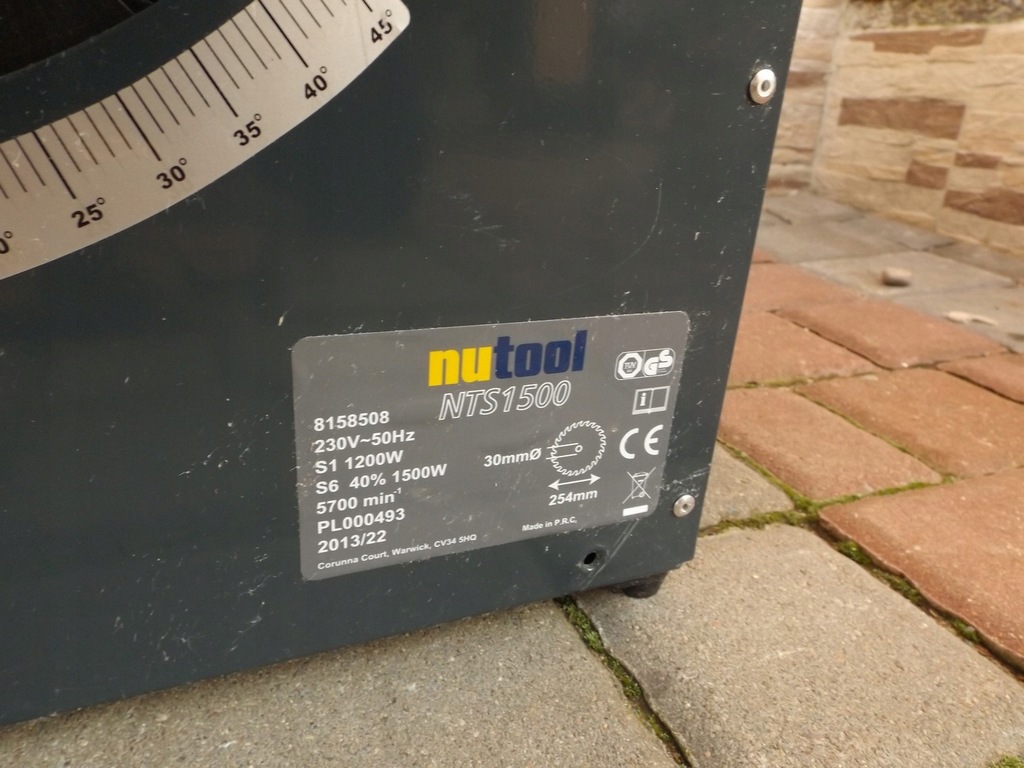 45°
40°
35°
30°
25°
0°
nutool
NTS1500
GS
i
8158508
230V~50Hz
S1 1200W
S6 40% 1500W
5700 min⁻¹
PL000493
2013/22
Corunna Court, Warwick, CV34 5HQ
30mmØ
254mm
CE
Made in P.R.C.